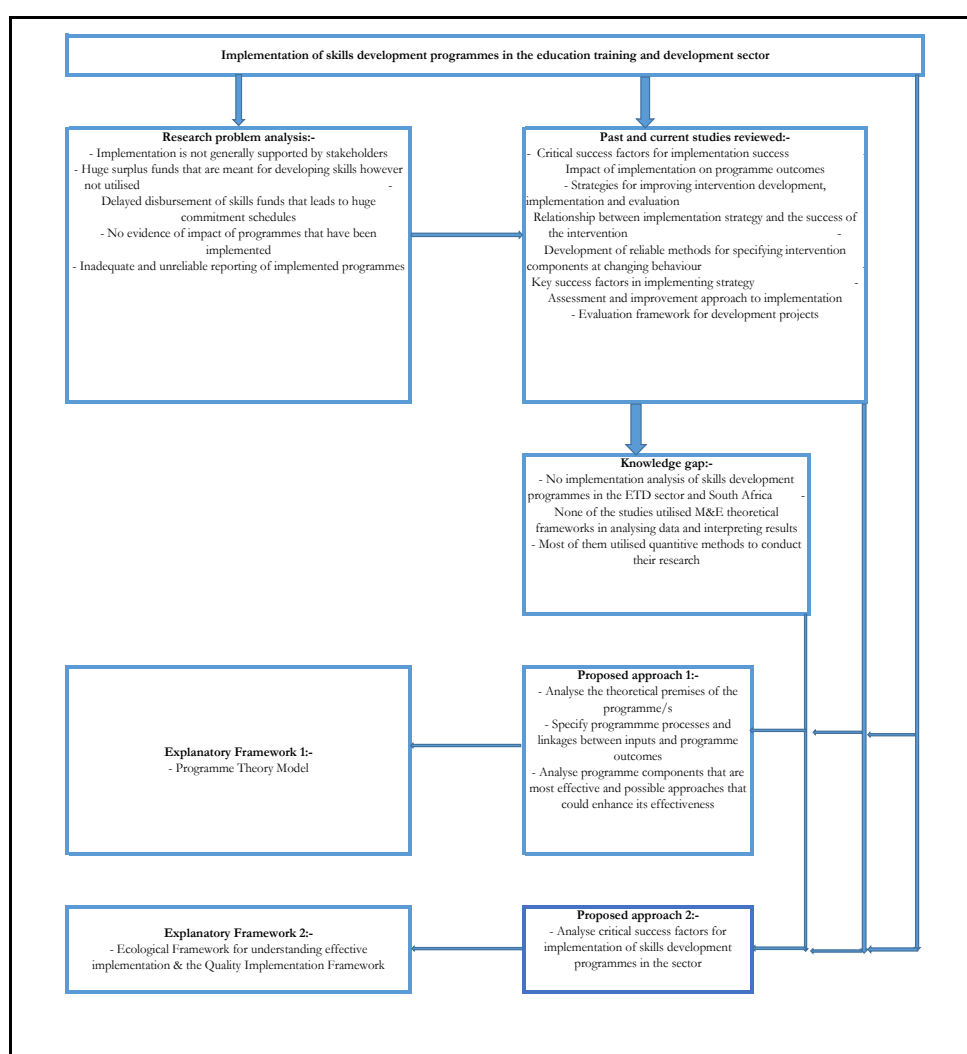 Implementation of skills development programmes in the education training and development sector
Research problem analysis:-
- Implementation is not generally supported by stakeholders
- Huge surplus funds that are meant for developing skills however
not utilised -
Delayed disbursement of skills funds that leads to huge
commitment schedules
- No evidence of impact of programmes that have been
implemented
- Inadequate and unreliable reporting of implemented programmes
Past and current studies reviewed:-
- Critical success factors for implementation success -
Impact of implementation on programme outcomes
- Strategies for improving intervention development,
implementation and evaluation -
Relationship between implementation strategy and the success of
the intervention -
Development of reliable methods for specifying intervention
components at changing behaviour -
Key success factors in implementing strategy -
Assessment and improvement approach to implementation
- Evaluation framework for development projects
Knowledge gap:-
- No implementation analysis of skills development
programmes in the ETD sector and South Africa -
None of the studies utilised M&E theoretical
frameworks in analysing data and interpreting results
- Most of them utilised quantitive methods to conduct
their research
Proposed approach 1:-
- Analyse the theoretical premises of the
programme/s
- Specify programmme processes and
linkages between inputs and programme
outcomes
- Analyse programme components that are
most effective and possible approaches that
could enhance its effectiveness
Explanatory Framework 1:-
- Programme Theory Model
Proposed approach 2:-
- Analyse critical success factors for
implementation of skills development
programmes in the sector
Explanatory Framework 2:-
- Ecological Framework for understanding effective
implementation & the Quality Implementation Framework